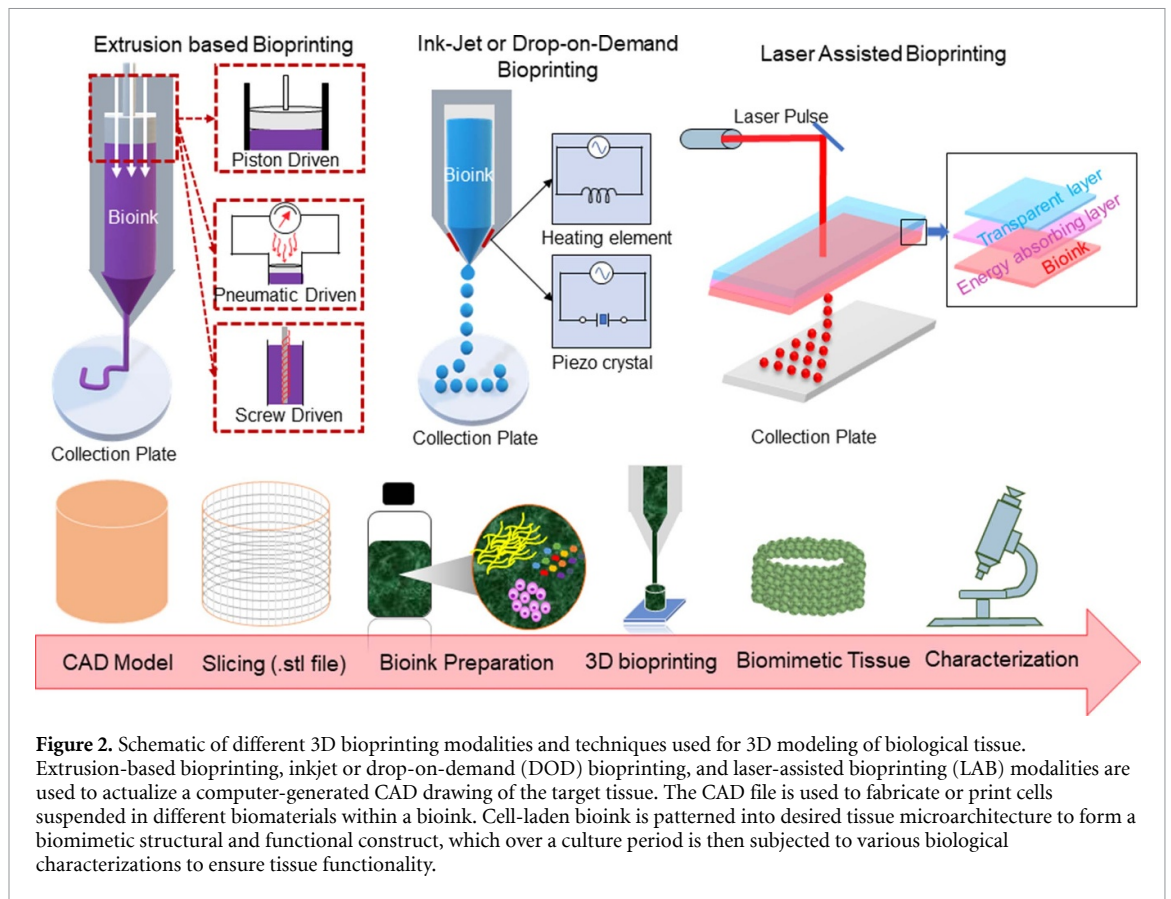 Extrusion based Bioprinting
Bioink
Piston Driven
Pneumatic Driven
Screw Driven
Collection Plate
Ink-Jet or Drop-on-Demand
Bioprinting
Bioink
Heating element
Piezo crystal
Collection Plate
Laser Assisted Bioprinting
Laser Pulse
Transparent layer
Energy absorbing layer
Bioink
Collection Plate
CAD Model
Slicing (.stl file)
Bioink Preparation
3D bioprinting
Biomimetic Tissue
Characterization
Figure 2. Schematic of different 3D bioprinting modalities and techniques used for 3D modeling of biological tissue.
Extrusion-based bioprinting, inkjet or drop-on-demand (DOD) bioprinting, and laser-assisted bioprinting (LAB) modalities are
used to actualize a computer-generated CAD drawing of the target tissue. The CAD file is used to fabricate or print cells
suspended in different biomaterials within a bioink. Cell-laden bioink is patterned into desired tissue microarchitecture to form a
biomimetic structural and functional construct, which over a culture period is then subjected to various biological
characterizations to ensure tissue functionality.